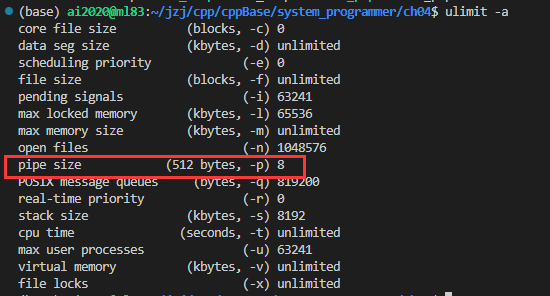 (base) ai2020@ml83:~/jzj/cpp/cppBase/system_programmer/ch04$ ulimit -a
core file size (blocks, -c) 0
data seg size (kbytes, -d) unlimited
scheduling priority (-e) 0
file size (blocks, -f) unlimited
pending signals (-i) 63241
max locked memory (kbytes, -l) 65536
max memory size (kbytes, -m) unlimited
open files (-n) 1048576
pipe size (512 bytes, -p) 8
POSIX message queues (bytes, -q) 819200
real-time priority (-r) 0
stack size (kbytes, -s) 8192
cpu time (seconds, -t) unlimited
max user processes (-u) 63241
virtual memory (kbytes, -v) unlimited
file locks (-x) unlimited